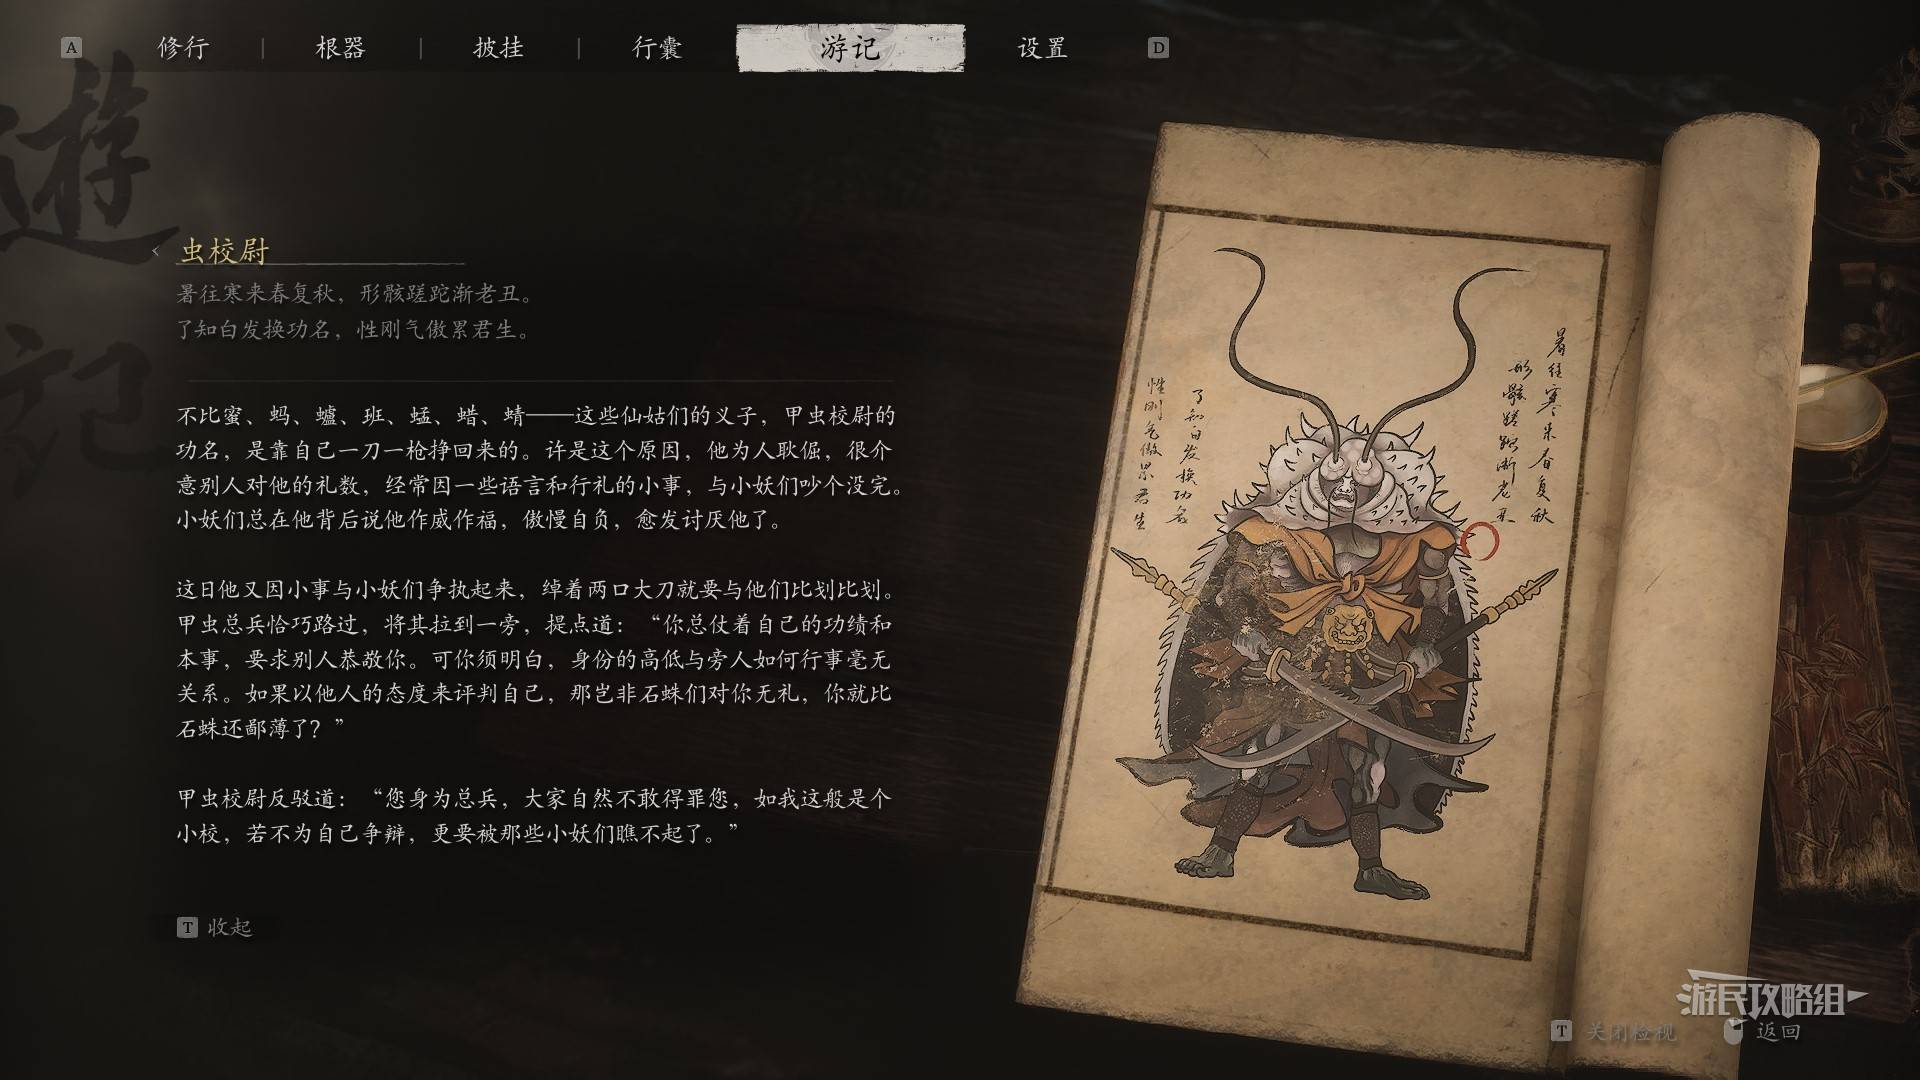 A 修行 | 根器 | 披挂 | 行囊 游记 设置 D
遊記
虫校尉
暑往寒来春复秋，形骸蹉跎渐老丑。
了知白发换功名，性刚气傲累君生。
不比蜜、蚂、蠦、班、蜢、蜡、蜻——这些仙姑们的义子，甲虫校尉的
功名，是靠自己一刀一枪挣回来的。许是这个原因，他为人耿倔，很介
意别人对他的礼数，经常因一些语言和行礼的小事，与小妖们吵个没完。
小妖们总在他背后说他作威作福，傲慢自负，愈发讨厌他了。
这日他又因小事与小妖们争执起来，绰着两口大刀就要与他们比划比划。
甲虫总兵恰巧路过，将其拉到一旁，提点道：“你总仗着自己的功绩和
本事，要求别人恭敬你。可你须明白，身份的高低与旁人如何行事毫无
关系。如果以他人的态度来评判自己，那岂非石蛛们对你无礼，你就比
石蛛还鄙薄了？”
甲虫校尉反驳道：“您身为总兵，大家自然不敢得罪您，如我这般是个
小校，若不为自己争辩，更要被那些小妖们瞧不起了。”
T 收起
暑往寒来春复秋
形骸蹉跎渐老丑
了知白发换功名
性刚气傲累君生
游民攻略组
T 关闭检视 返回